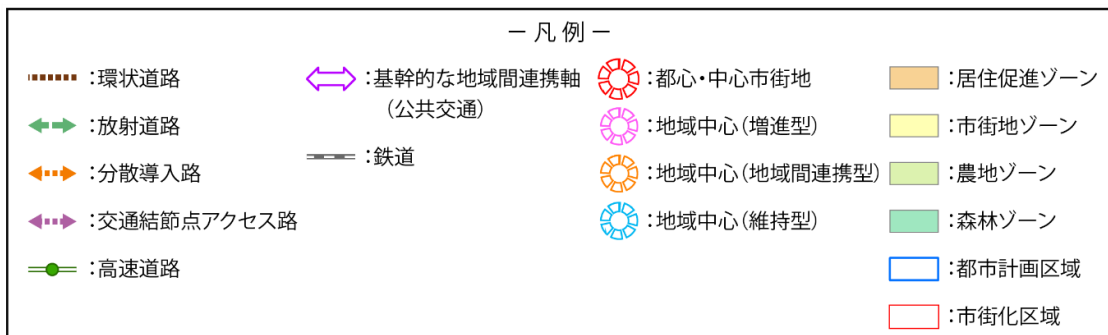 －凡例－
：環状道路
：放射道路
：分散導入路
：交通結節点アクセス路
：高速道路
：基幹的な地域間連携軸
（公共交通）
：鉄道
：都心・中心市街地
：地域中心（増進型）
：地域中心（地域間連携型）
：地域中心（維持型）
：居住促進ゾーン
：市街地ゾーン
：農地ゾーン
：森林ゾーン
：都市計画区域
：市街化区域